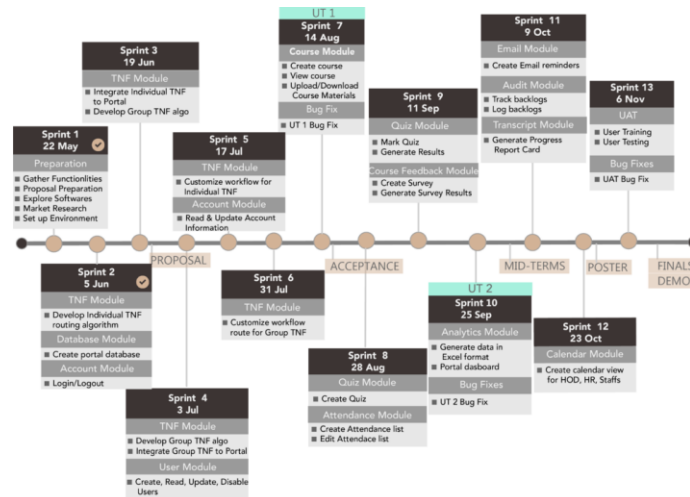 UT 1
Sprint 7
14 Aug
Course Module
Create course
View course
Upload/Download
Course Materials
Bug Fix
UT 1 Bug Fix
Sprint 11
9 Oct
Email Module
Create Email reminders
Audit Module
Track backlogs
Log backlogs
Transcript Module
Generate Progress
Report Card
Sprint 3
19 Jun
TNF Module
Integrate Individual TNF
to Portal
Develop Group TNF algo
Sprint 9
11 Sep
Quiz Module
Mark Quiz
Generate Results
Course Feedback Module
Create Survey
Generate Survey Results
Sprint 13
6 Nov
UAT
User Training
User Testing
Bug Fixes
UAT Bug Fix
Sprint 1
22 May
Preparation
Gather Functionlities
Proposal Preparation
Explore Softwares
Market Research
Set up Environment
Sprint 5
17 Jul
TNF Module
Customize workflow for
Individual TNF
Account Module
Read & Update Account
Information
PROPOSAL
ACCEPTANCE
MID-TERMS
POSTER
FINALS
DEMO
Sprint 2
5 Jun
TNF Module
Develop Individual TNF
routing algorithm
Database Module
Create portal database
Account Module
Login/Logout
Sprint 6
31 Jul
TNF Module
Customize workflow
route for Group TNF
UT 2
Sprint 10
25 Sep
Analytics Module
Generate data in
Excel format
Portal dasboard
Bug Fixes
UT 2 Bug Fix
Sprint 12
23 Oct
Calendar Module
Create calendar view
for HOD, HR, Staffs
Sprint 8
28 Aug
Quiz Module
Create Quiz
Attendance Module
Create Attendance list
Edit Attendace list
Sprint 4
3 Jul
TNF Module
Develop Group TNF algo
Integrate Group TNF to Portal
User Module
Create, Read, Update, Disable
Users